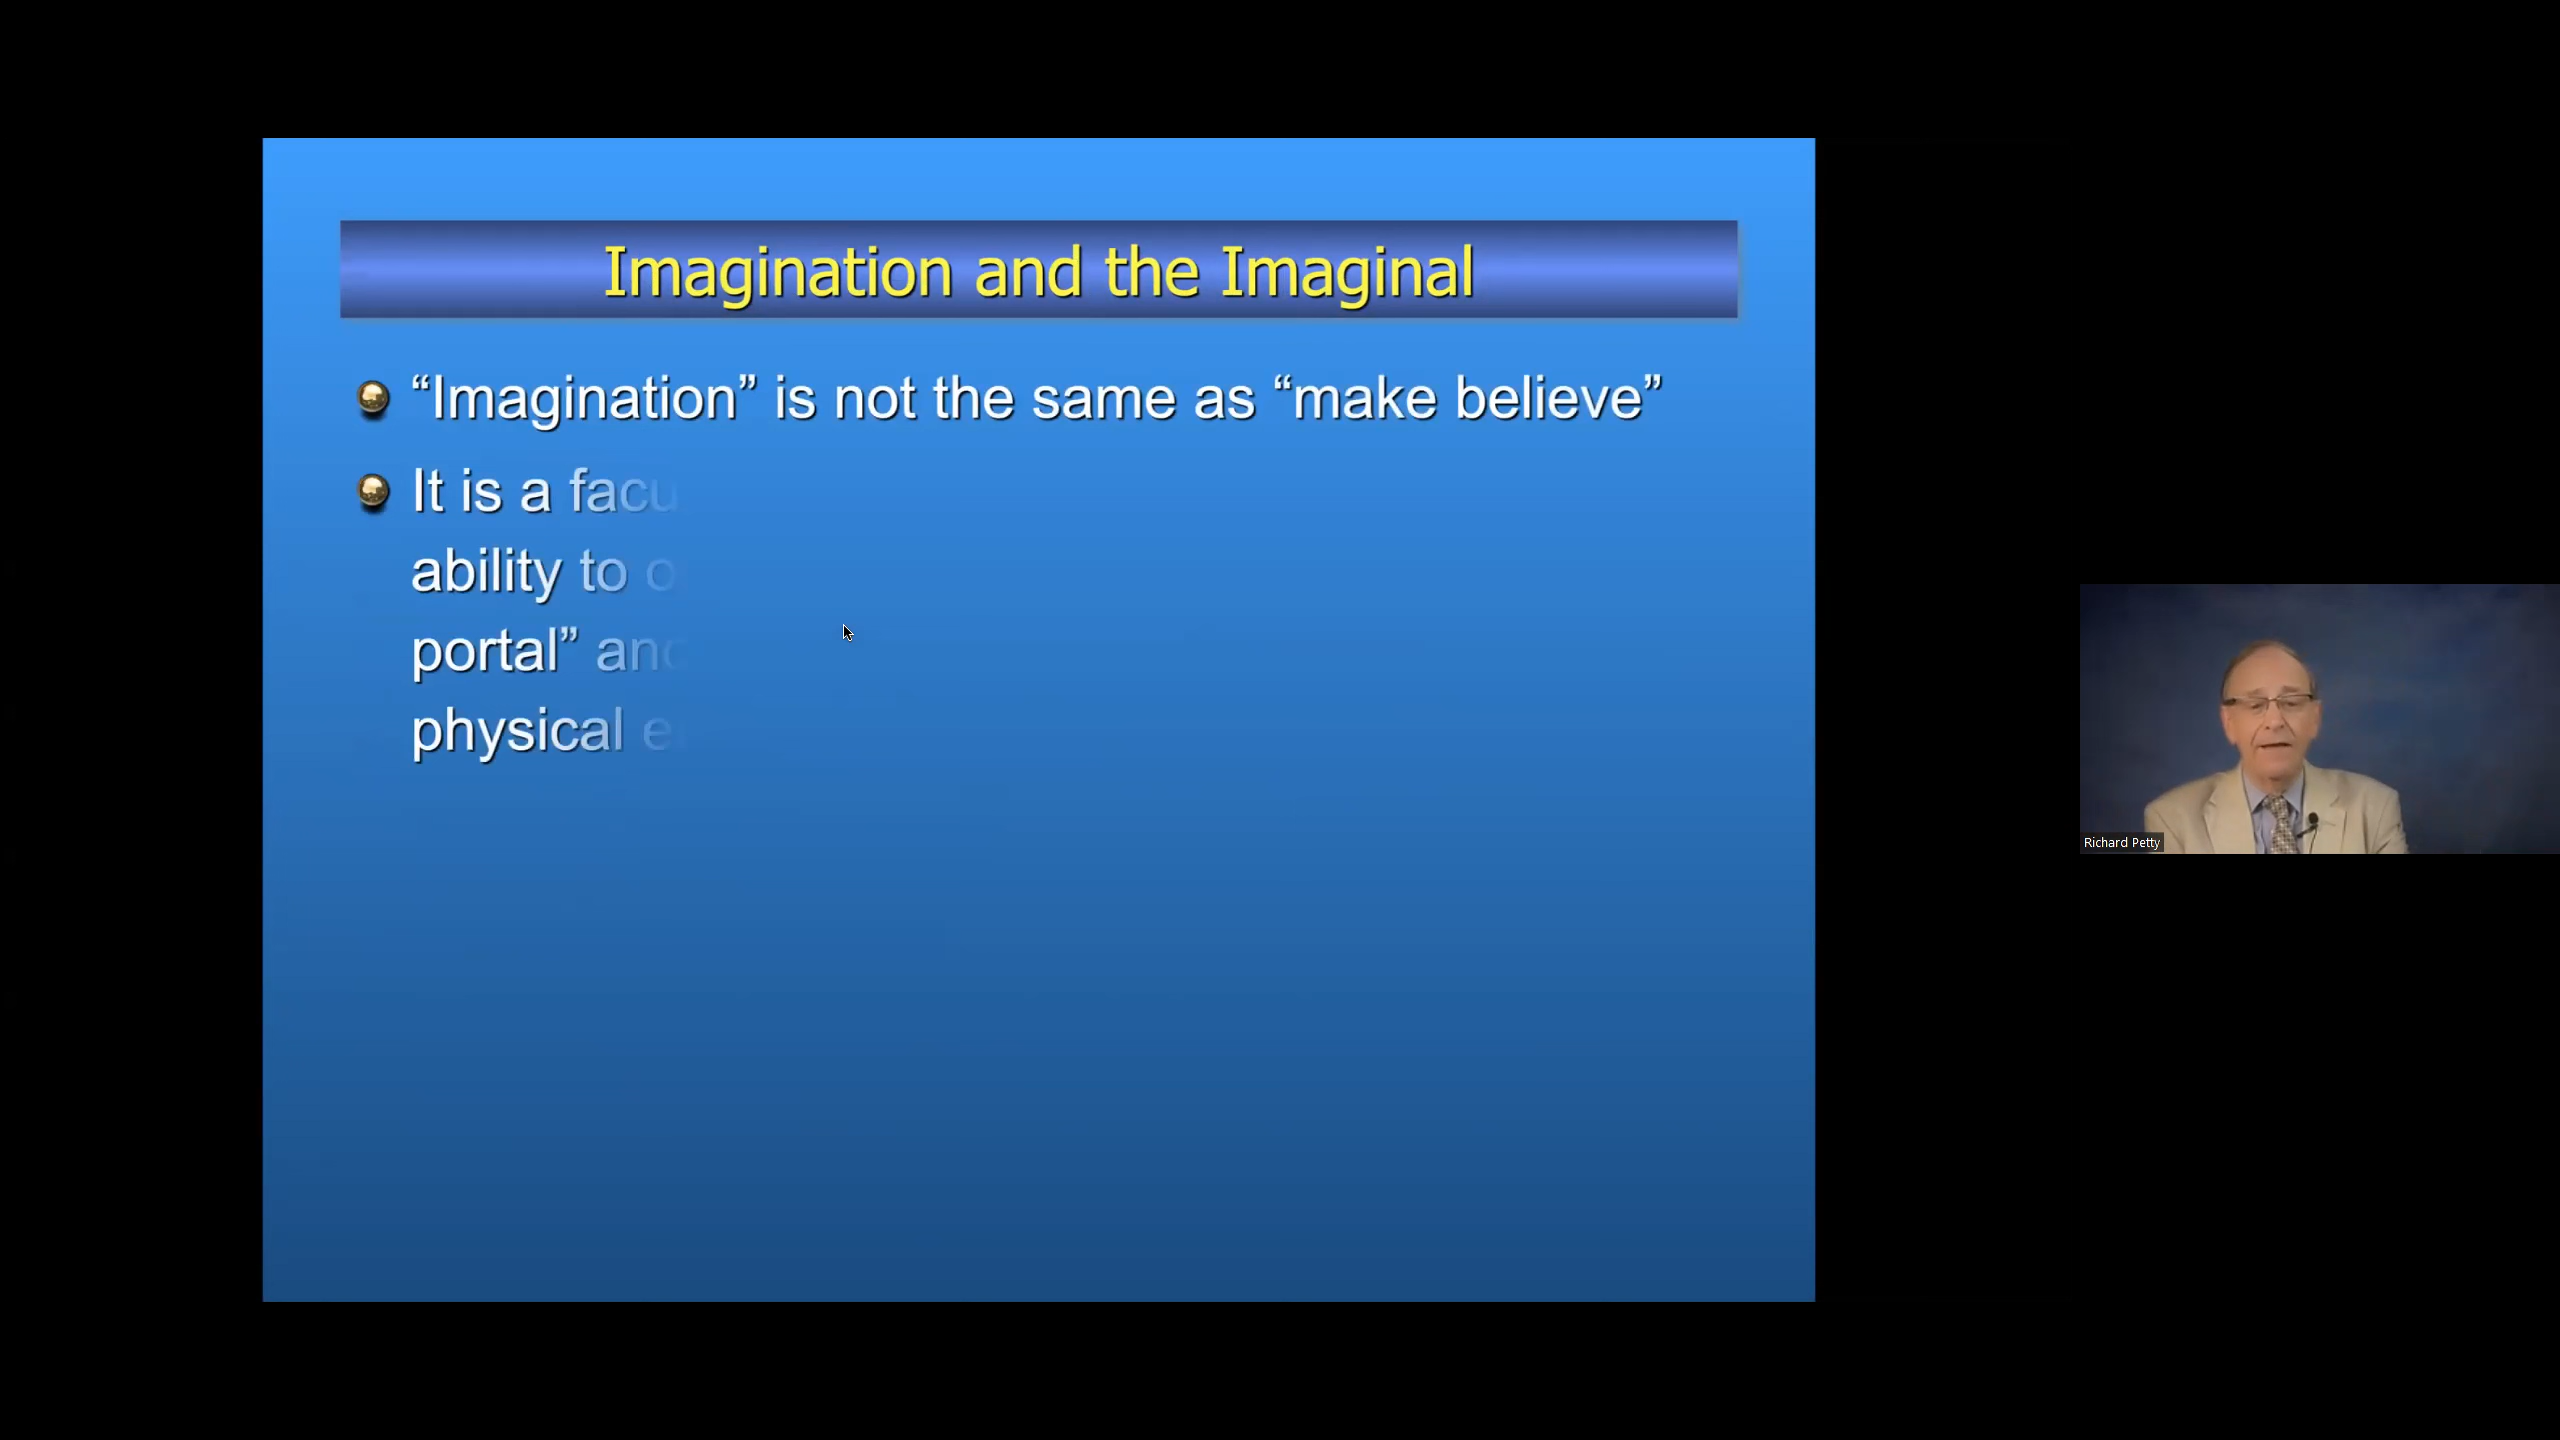 Imagination and the Imaginal
“Imagination” is not the same as “make believe”
It is a facu
ability to o
portal” and
physical e
Richard Petty